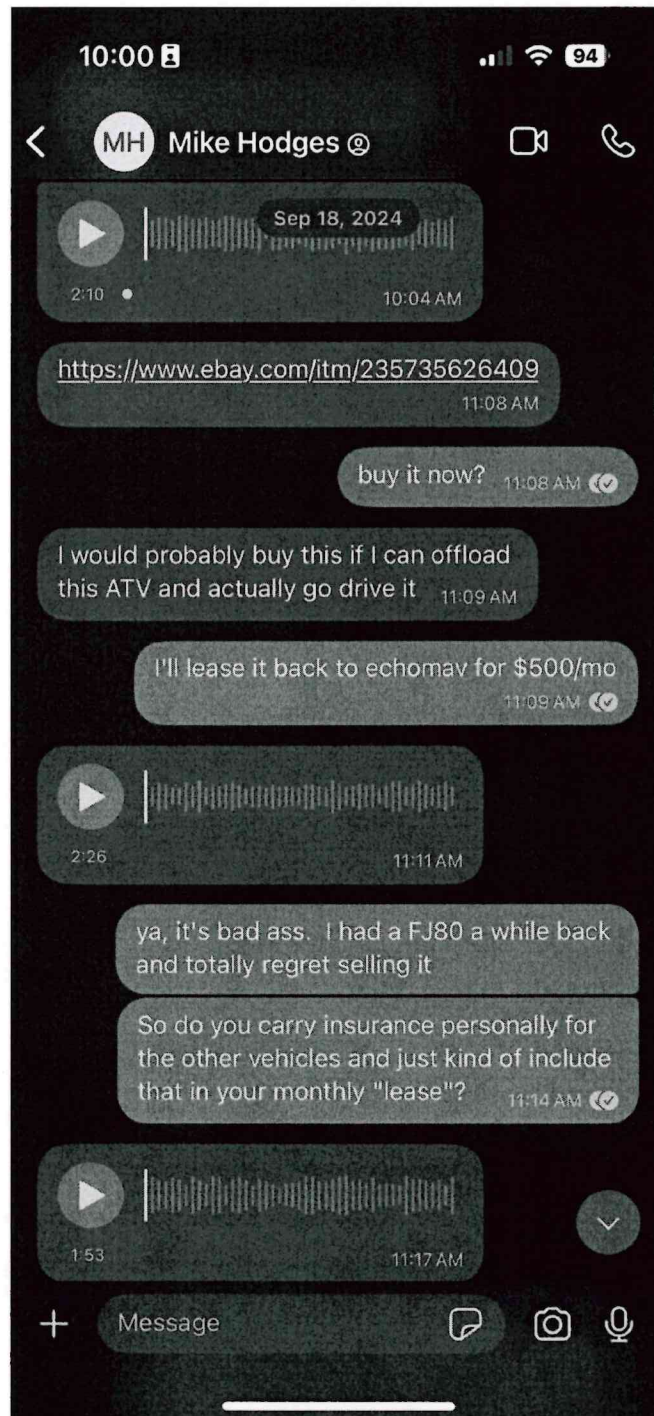 10:00
94
MH Mike Hodges
Sep 18, 2024
2:10
10:04 AM
https://www.ebay.com/itm/235735626409
11:08 AM
buy it now? 11:08 AM
I would probably buy this if I can offload
this ATV and actually go drive it 11:09 AM
I'll lease it back to echomav for $500/mo
11:09 AM
2:26
11:11 AM
ya, it's bad ass.  I had a FJ80 a while back
and totally regret selling it
So do you carry insurance personally for
the other vehicles and just kind of include
that in your monthly "lease"? 11:14 AM
1:53
11:17 AM
Message